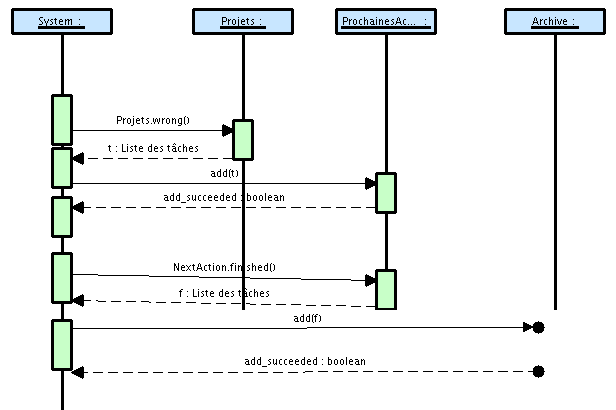 System :
Projets :
ProchainesAc... :
Archive :
Projets.wrong()
t : Liste des tâches
add(t)
add_succeeded : boolean
NextAction.finished()
f : Liste des tâches
add(f)
add_succeeded : boolean